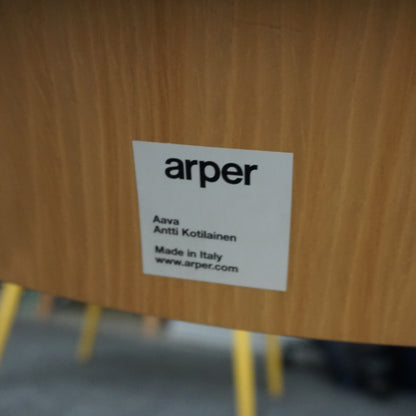 arper
Aava
Antti Kotilainen
Made in Italy
www.arper.com